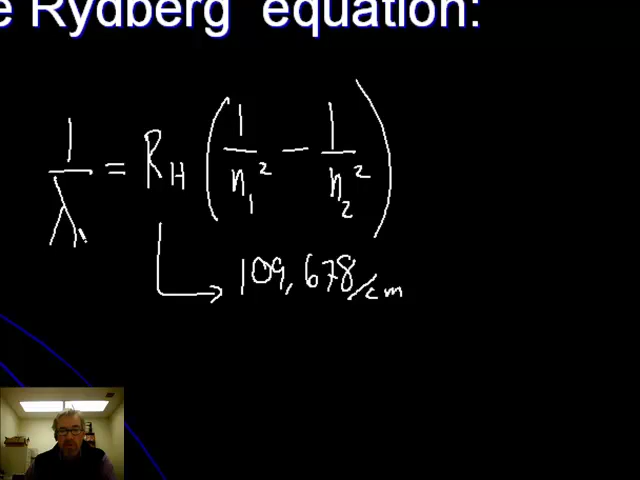 e Rydberg equation:
1/λ = R_H (1/n₁² − 1/n₂²)
109,678/cm